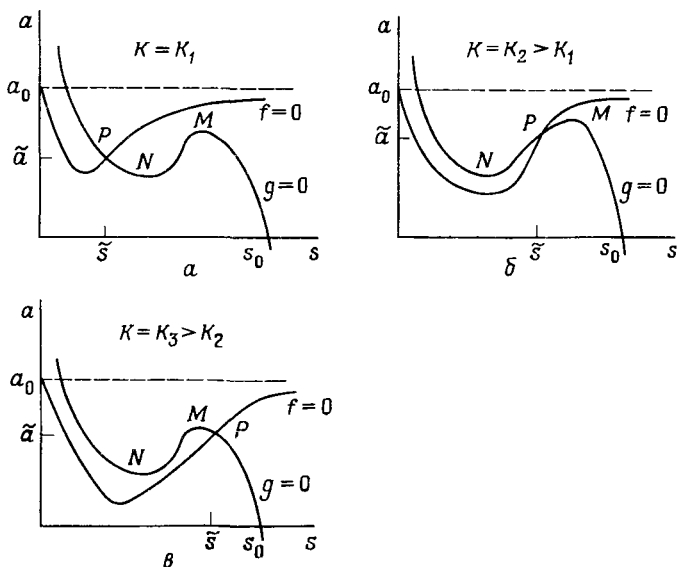 a
K = K₁
a₀
P
f = 0
M
ã
N
g = 0
s̃
s₀
s
а
a
K = K₂ > K₁
a₀
P
M
f = 0
ã
N
g = 0
s̃
s₀
s
б
a
K = K₃ > K₂
a₀
M
f = 0
ã
P
N
g = 0
s̃
s₀
s
в